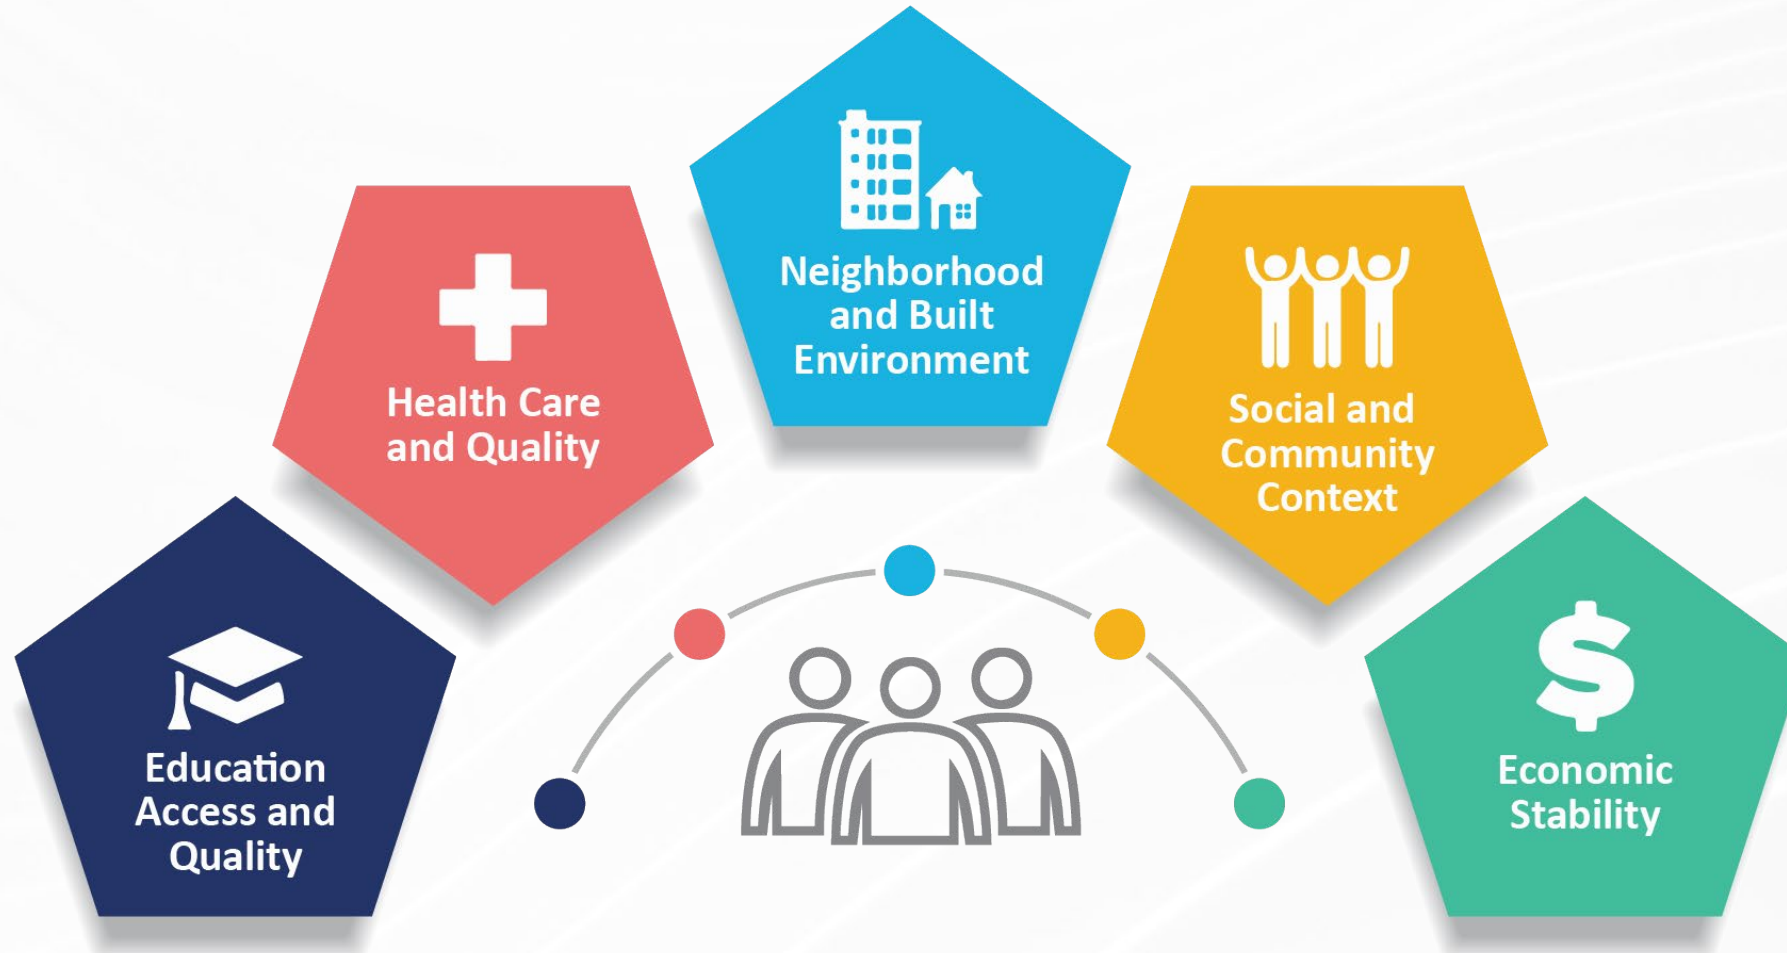 Neighborhood
and Built
Environment
Health Care
and Quality
Social and
Community
Context
Education
Access and
Quality
Economic
Stability